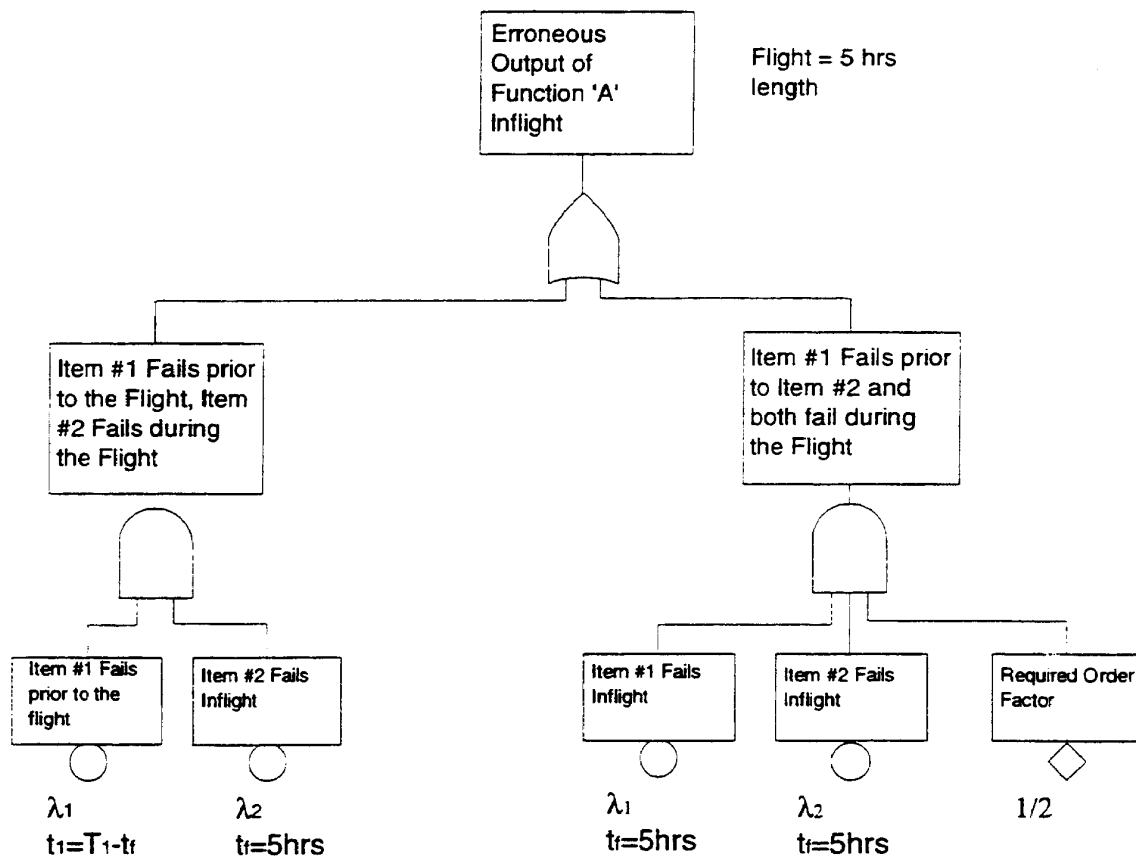 Erroneous
Output of
Function 'A'
Inflight
Flight = 5 hrs
length
Item #1 Fails prior
to the Flight, Item
#2 Fails during
the Flight
Item #1 Fails prior
to Item #2 and
both fail during
the Flight
Item #1 Fails
prior to the
flight
Item #2 Fails
Inflight
Item #1 Fails
Inflight
Item #2 Fails
Inflight
Required Order
Factor
λ1
t1=T1-tf
λ2
tf=5hrs
λ1
tf=5hrs
λ2
tf=5hrs
1/2